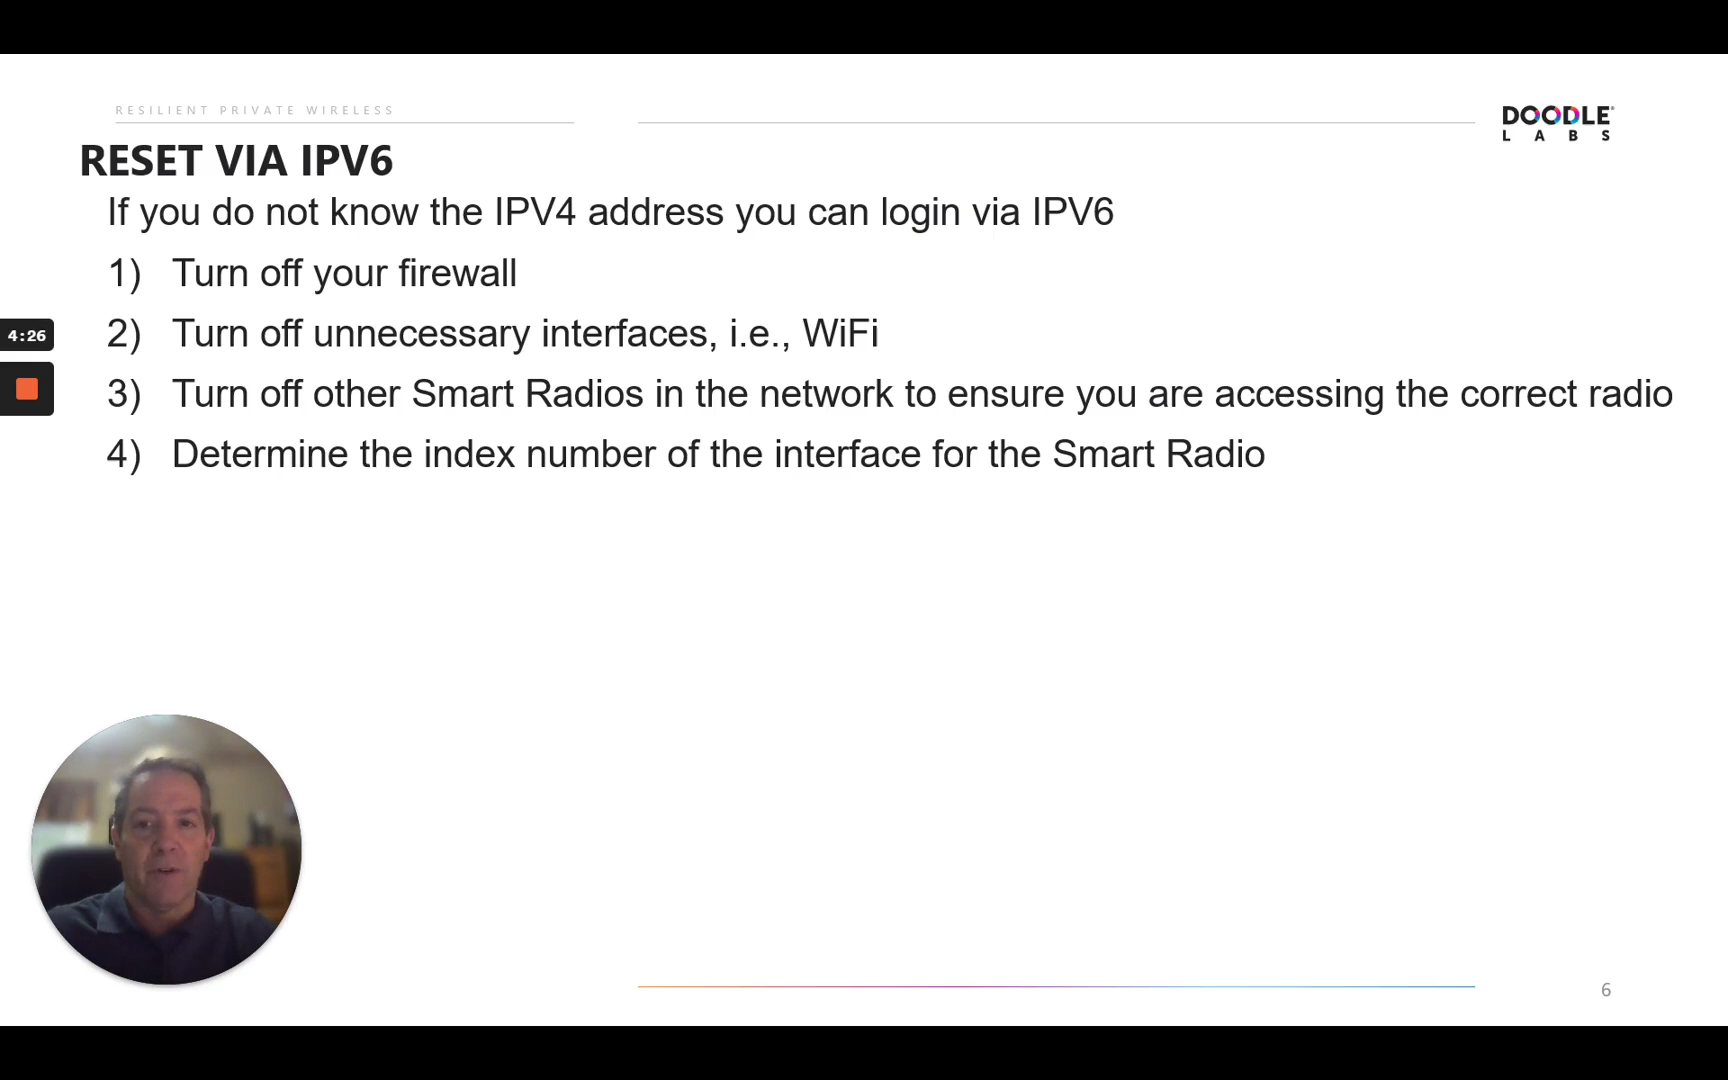 RESILIENT PRIVATE WIRELESS
DOODLE
LABS
RESET VIA IPV6
If you do not know the IPV4 address you can login via IPV6
1) Turn off your firewall
2) Turn off unnecessary interfaces, i.e., WiFi
3) Turn off other Smart Radios in the network to ensure you are accessing the correct radio
4) Determine the index number of the interface for the Smart Radio
4:26
6